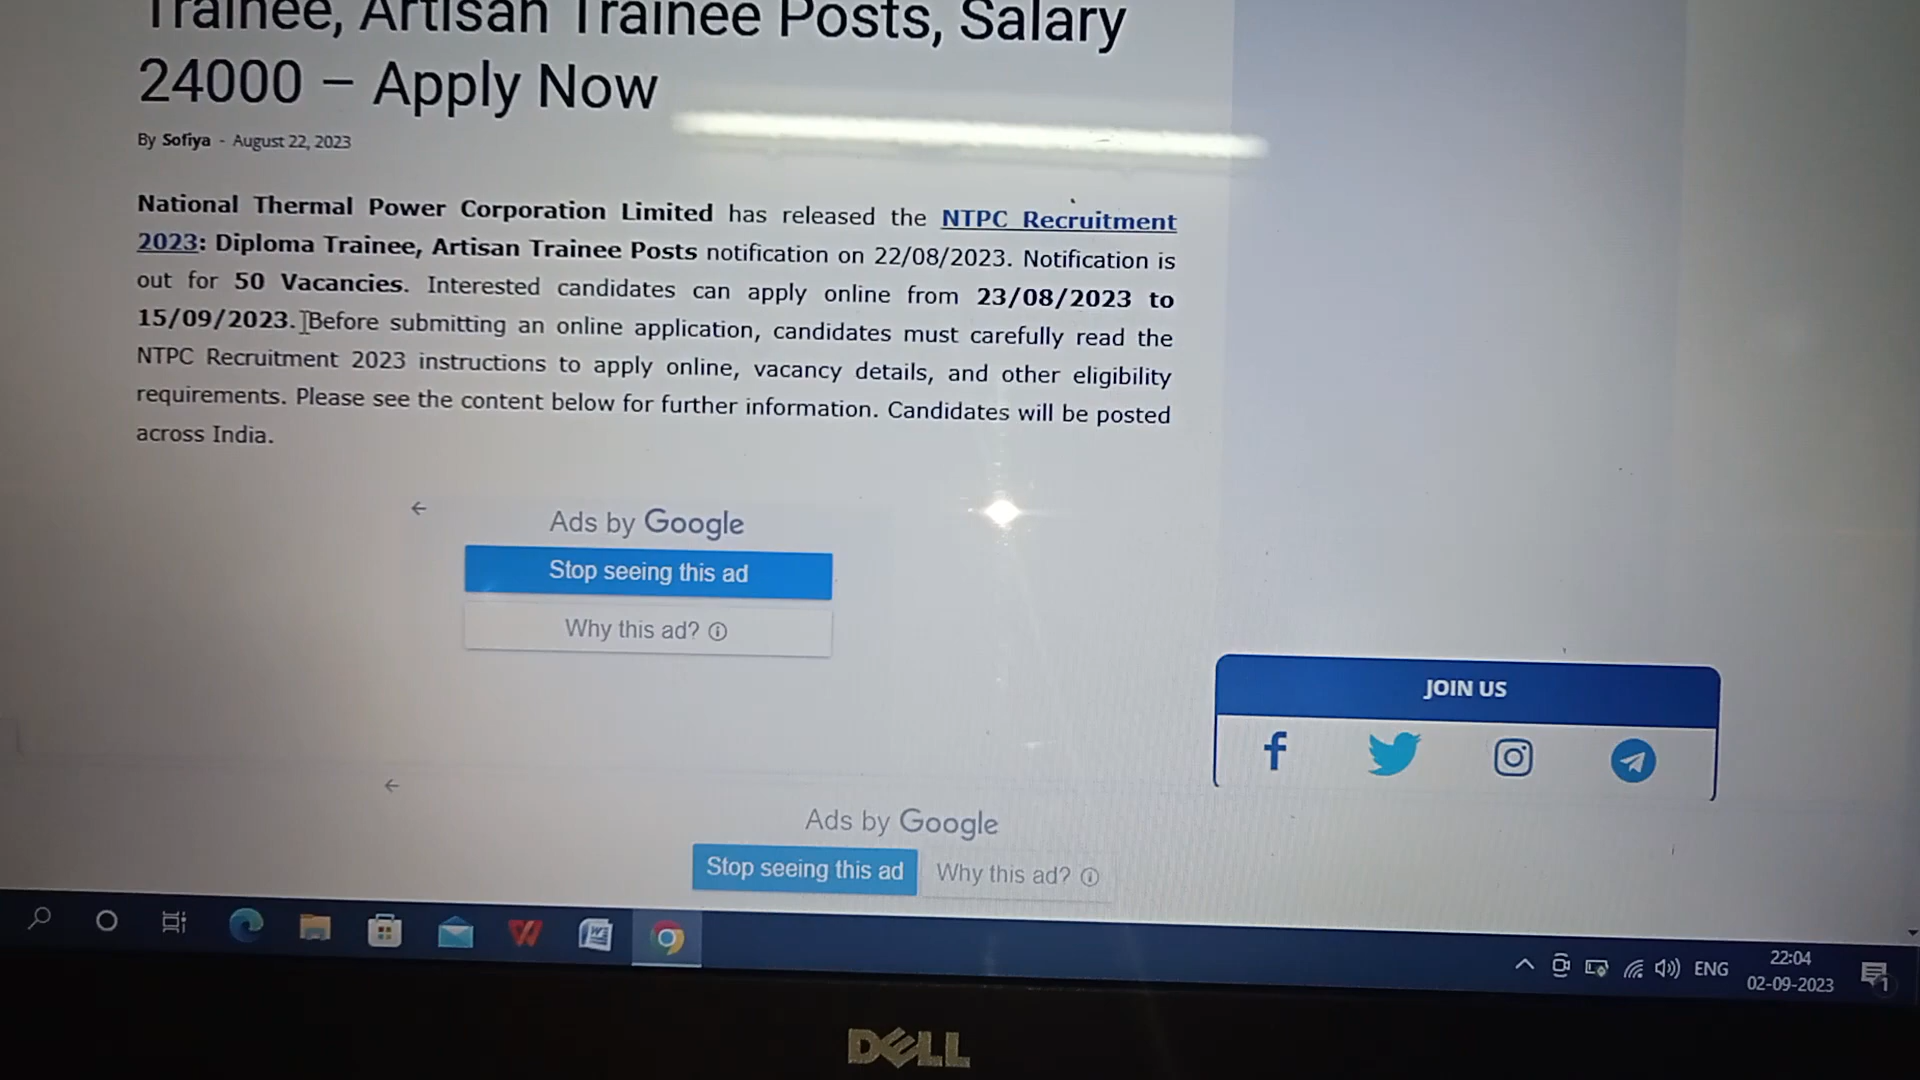 Trainee, Artisan Trainee Posts, Salary
24000 – Apply Now
By Sofiya - August 22, 2023
National Thermal Power Corporation Limited has released the NTPC Recruitment
2023: Diploma Trainee, Artisan Trainee Posts notification on 22/08/2023. Notification is
out for 50 Vacancies. Interested candidates can apply online from 23/08/2023 to
15/09/2023. Before submitting an online application, candidates must carefully read the
NTPC Recruitment 2023 instructions to apply online, vacancy details, and other eligibility
requirements. Please see the content below for further information. Candidates will be posted
across India.
Ads by Google
Stop seeing this ad
Why this ad?
JOIN US
Ads by Google
Stop seeing this ad
Why this ad?
ENG
22:04
02-09-2023
1
DELL